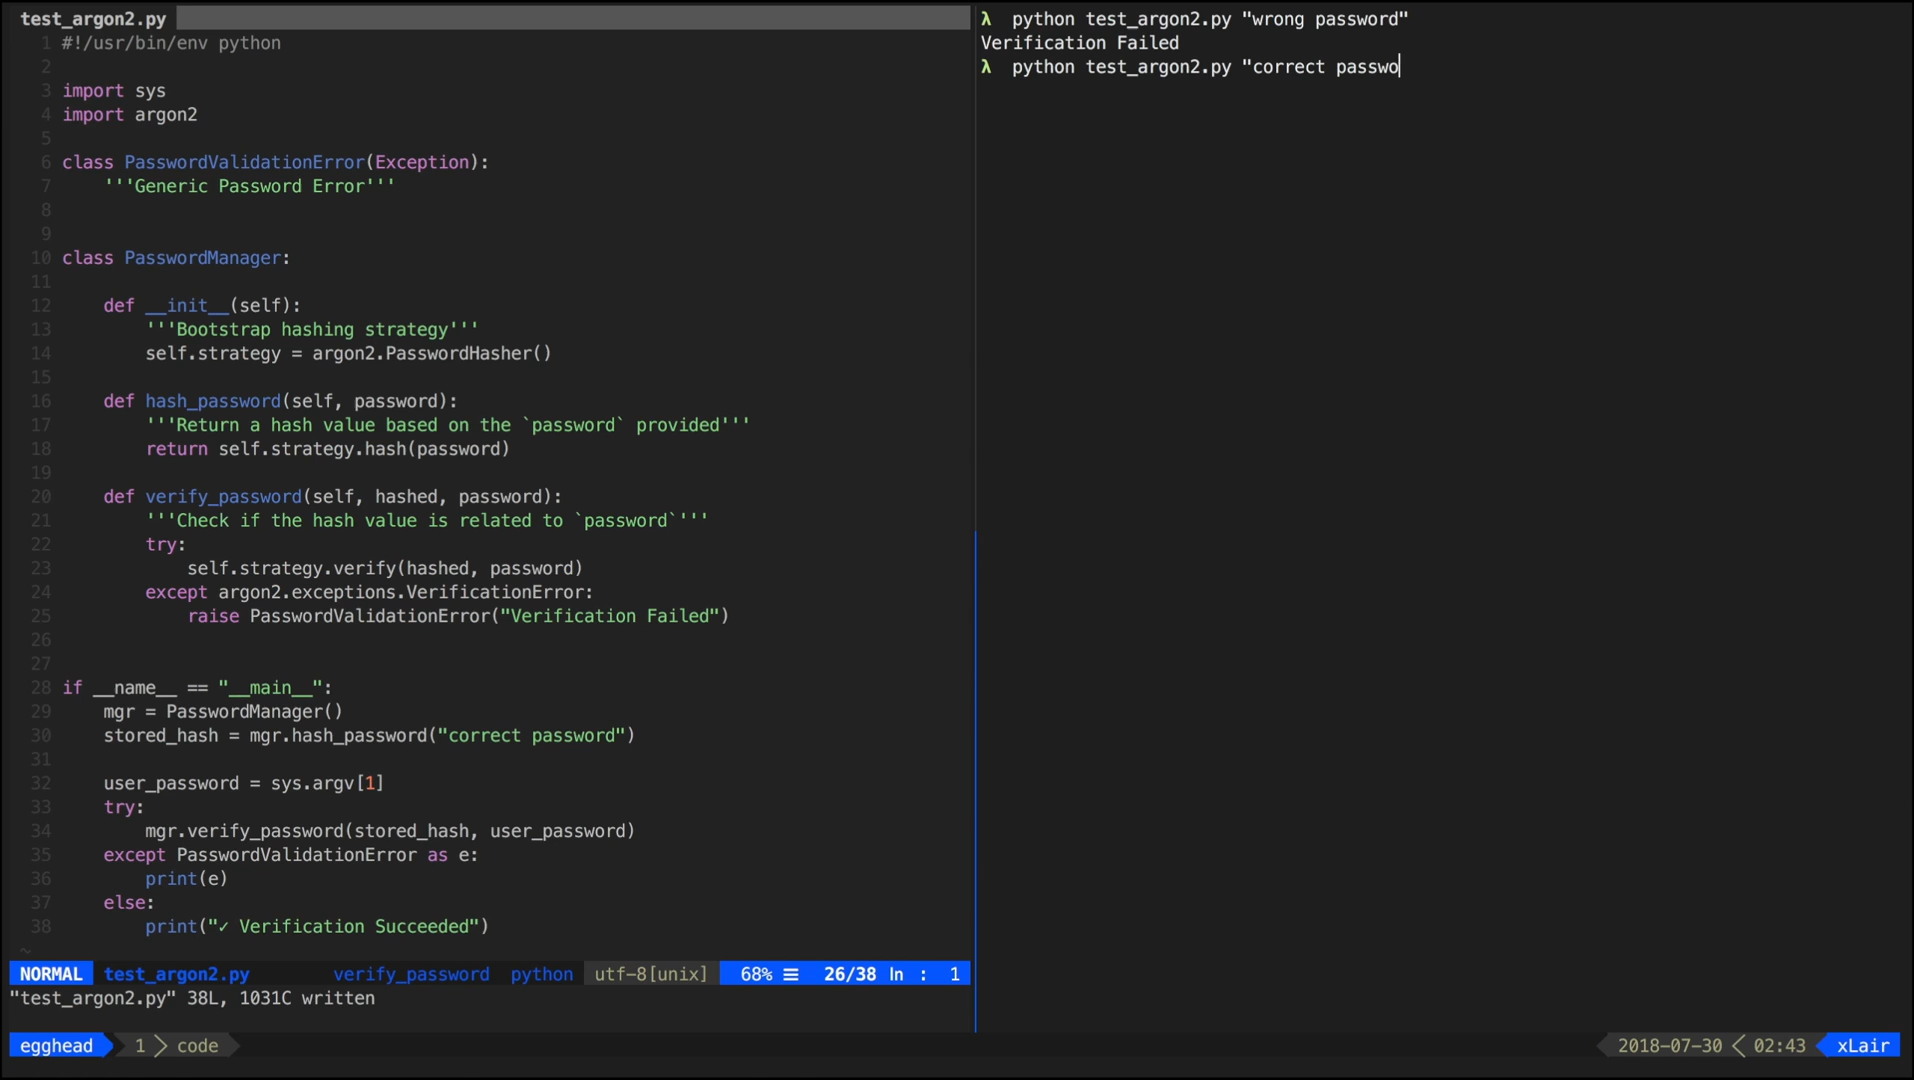 test_argon2.py
1 #!/usr/bin/env python
2
3 import sys
4 import argon2
5
6 class PasswordValidationError(Exception):
7     '''Generic Password Error'''
8
9
10 class PasswordManager:
11
12     def __init__(self):
13         '''Bootstrap hashing strategy'''
14         self.strategy = argon2.PasswordHasher()
15
16     def hash_password(self, password):
17         '''Return a hash value based on the `password` provided'''
18         return self.strategy.hash(password)
19
20     def verify_password(self, hashed, password):
21         '''Check if the hash value is related to `password`'''
22         try:
23             self.strategy.verify(hashed, password)
24         except argon2.exceptions.VerificationError:
25             raise PasswordValidationError("Verification Failed")
26
27
28 if __name__ == "__main__":
29     mgr = PasswordManager()
30     stored_hash = mgr.hash_password("correct password")
31
32     user_password = sys.argv[1]
33     try:
34         mgr.verify_password(stored_hash, user_password)
35     except PasswordValidationError as e:
36         print(e)
37     else:
38         print("✓ Verification Succeeded")
~
NORMAL test_argon2.py verify_password python utf-8[unix] 68% ☰ 26/38 ln : 1
"test_argon2.py" 38L, 1031C written
λ python test_argon2.py "wrong password"
Verification Failed
λ python test_argon2.py "correct passwo
egghead 1 > code 2018-07-30 < 02:43 xLair